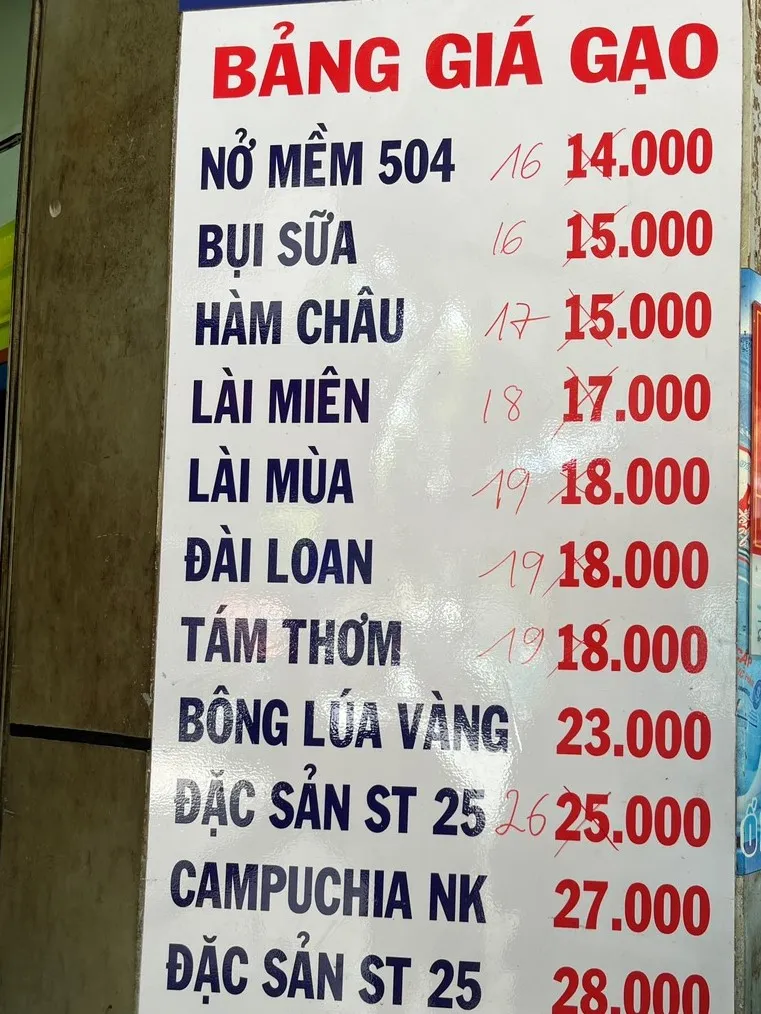 BẢNG GIÁ GẠO
NỞ MỀM 504 16 14.000
BỤI SỮA 16 15.000
HÀM CHÂU 17 15.000
LÀI MIÊN 18 17.000
LÀI MÙA 19 18.000
ĐÀI LOAN 19 18.000
TÁM THƠM 19 18.000
BÔNG LÚA VÀNG 23.000
ĐẶC SẢN ST 25 26 25.000
CAMPUCHIA NK 27.000
ĐẶC SẢN ST 25 28.000